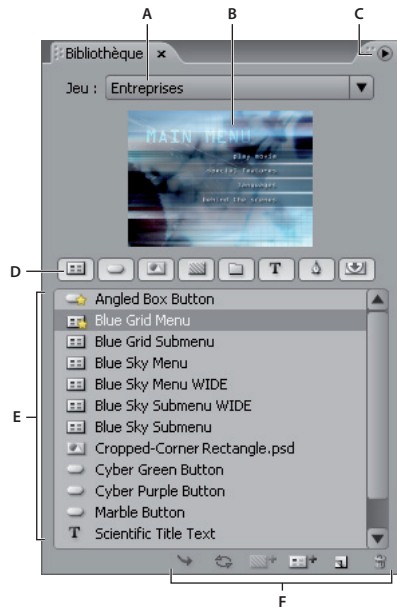 A
B
C
Bibliothèque ×
Jeu : Entreprises
MAIN MENU
play movie
special features
languages
behind the scenes
D
T
E
Angled Box Button
Blue Grid Menu
Blue Grid Submenu
Blue Sky Menu
Blue Sky Menu WIDE
Blue Sky Submenu WIDE
Blue Sky Submenu
Cropped-Corner Rectangle.psd
Cyber Green Button
Cyber Purple Button
Marble Button
T Scientific Title Text
F